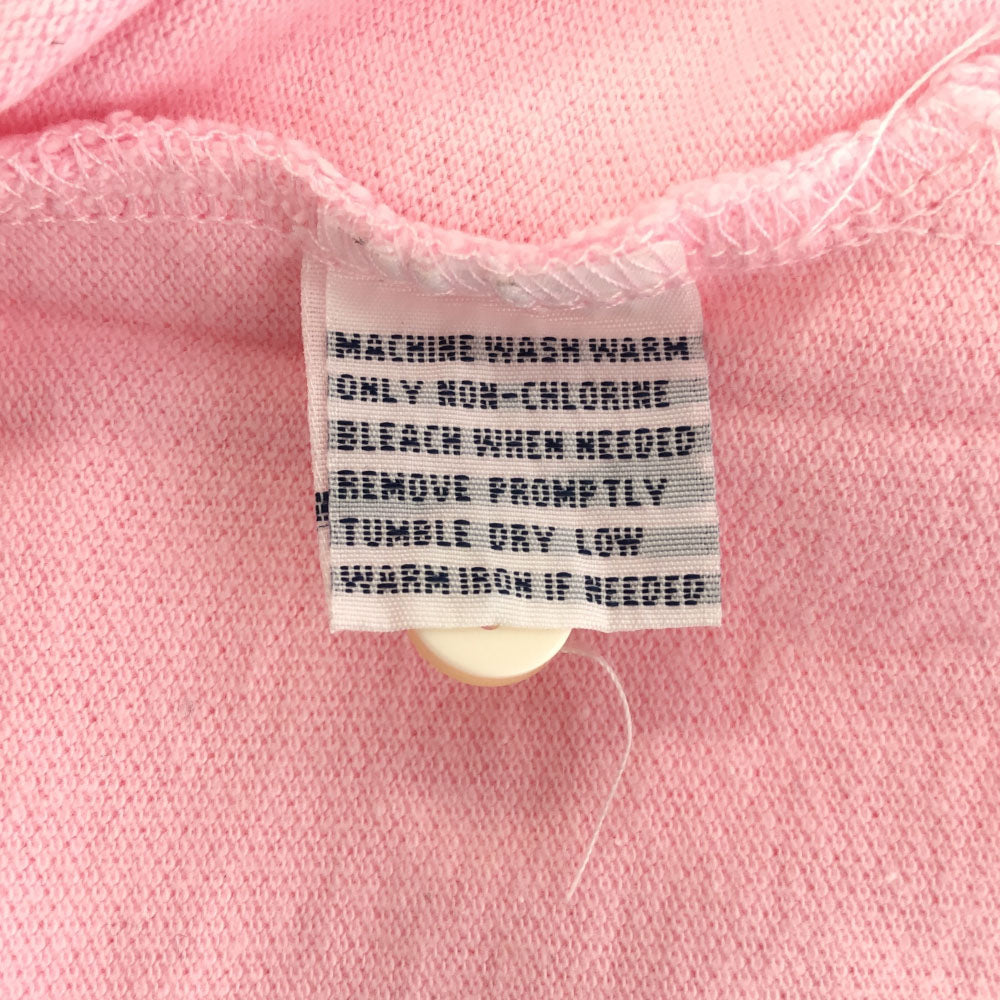 MACHINE WASH WARM
ONLY NON-CHLORINE
BLEACH WHEN NEEDED
REMOVE PROMPTLY
TUMBLE DRY LOW
WARM IRON IF NEEDED